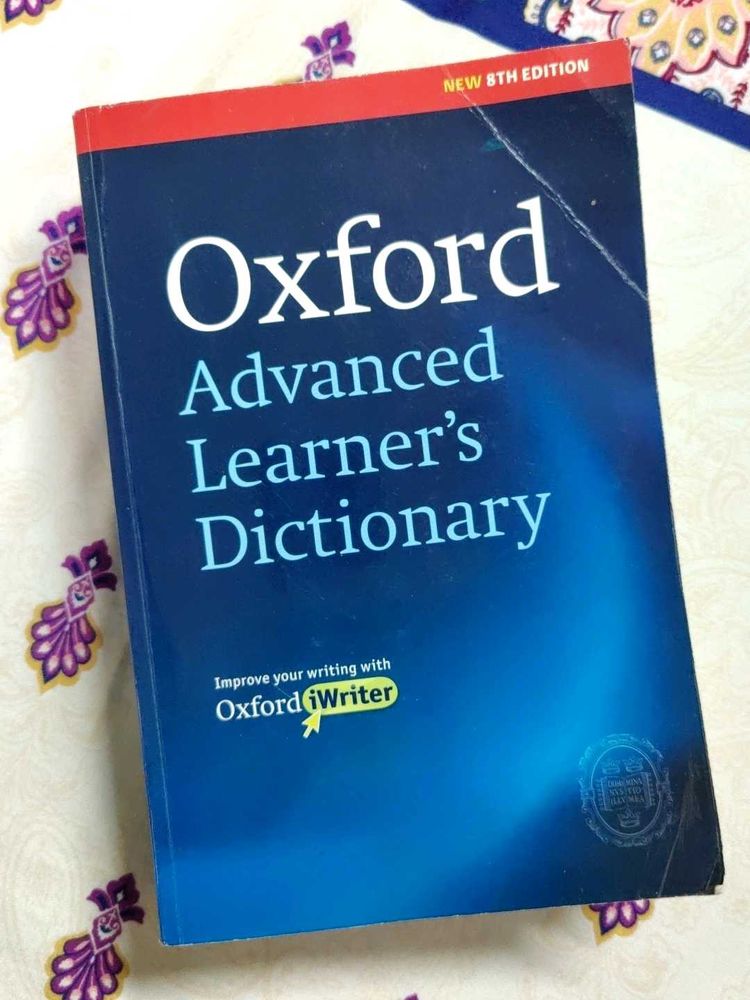 NEW 8TH EDITION
Oxford
Advanced
Learner's
Dictionary
Improve your writing with
Oxford iWriter